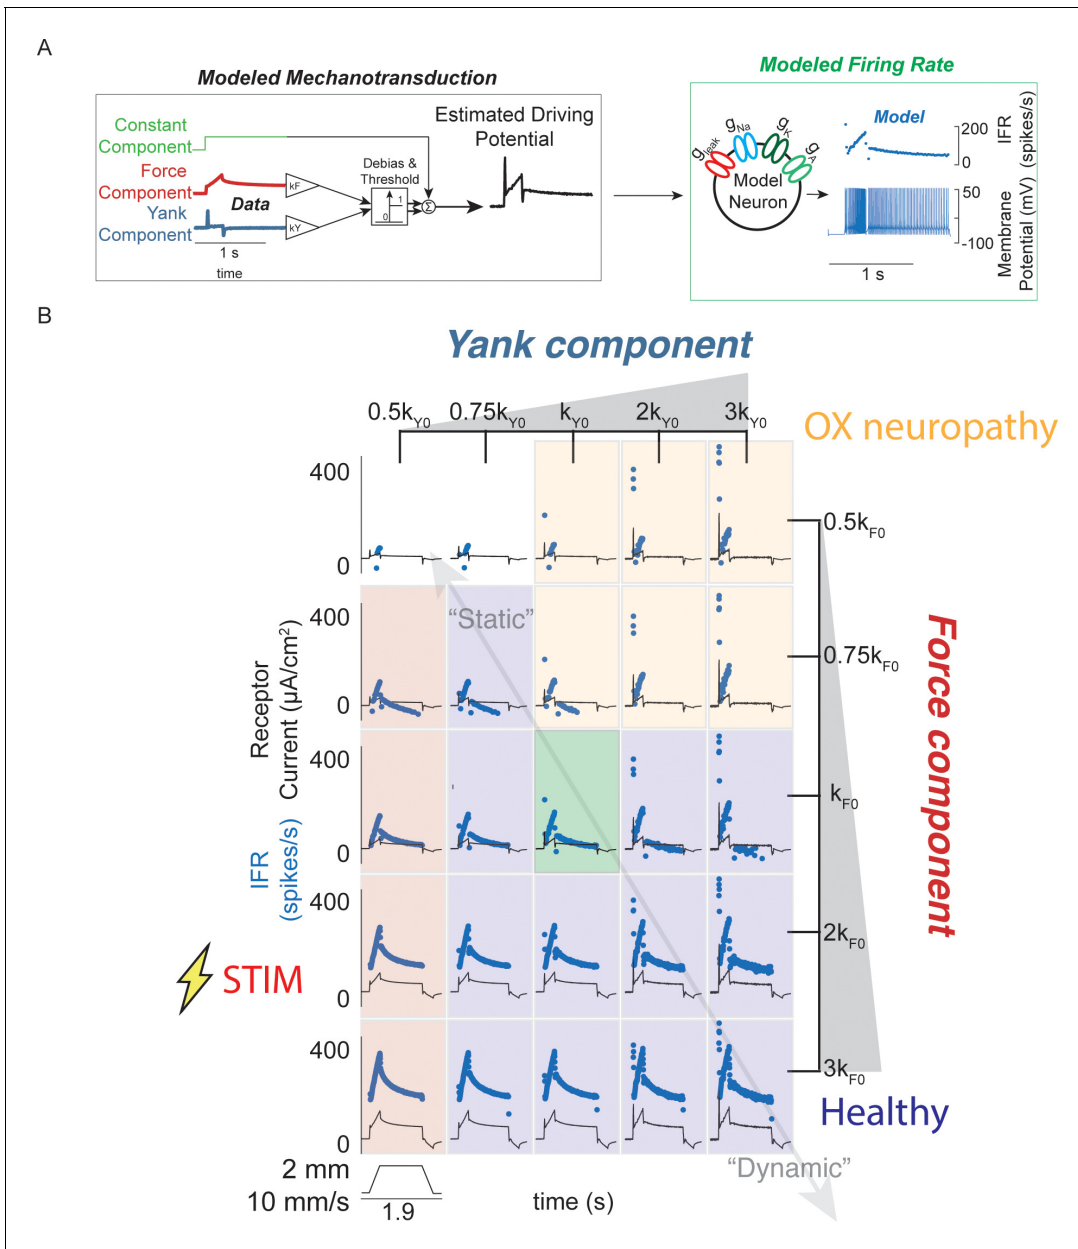 A
Modeled Mechanotransduction
Modeled Firing Rate
Constant
Component
Force
Component
Yank
Component
Data
kF
kY
1 s
time
Debias &
Threshold
1
0
Σ
Estimated Driving
Potential
gleak
gNa
gK
gA
Model
Neuron
Model
200
0
IFR
(spikes/s)
50
-100
Membrane
Potential (mV)
1 s
B
Yank component
0.5kY0
0.75kY0
kY0
2kY0
3kY0
OX neuropathy
400
0
0.5kF0
400
0
"Static"
0.75kF0
Receptor
Current (µA/cm²)
Force component
400
0
kF0
IFR
(spikes/s)
400
0
2kF0
STIM
400
0
3kF0
Healthy
"Dynamic"
2 mm
10 mm/s
1.9
time (s)